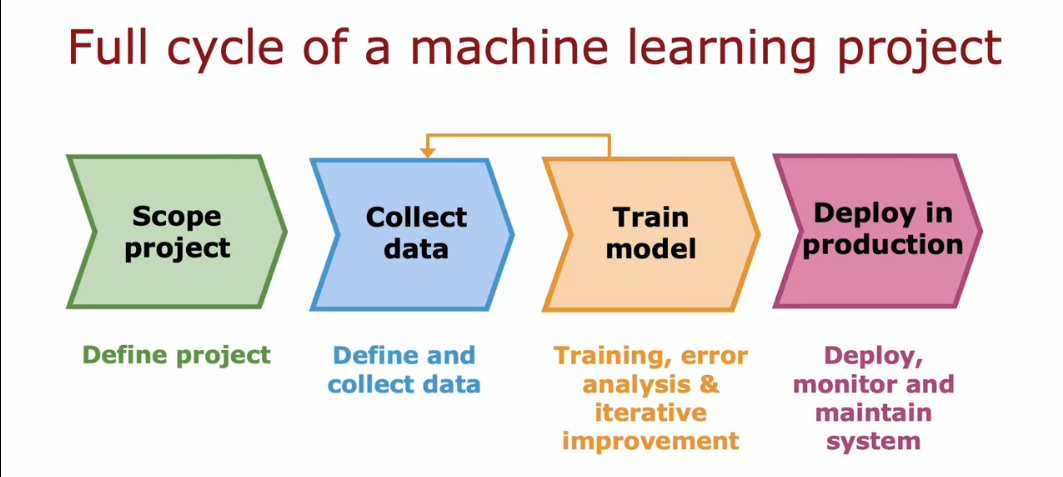 Full cycle of a machine learning project
Scope
project
Collect
data
Train
model
Deploy in
production
Define project
Define and
collect data
Training, error
analysis &
iterative
improvement
Deploy,
monitor and
maintain
system